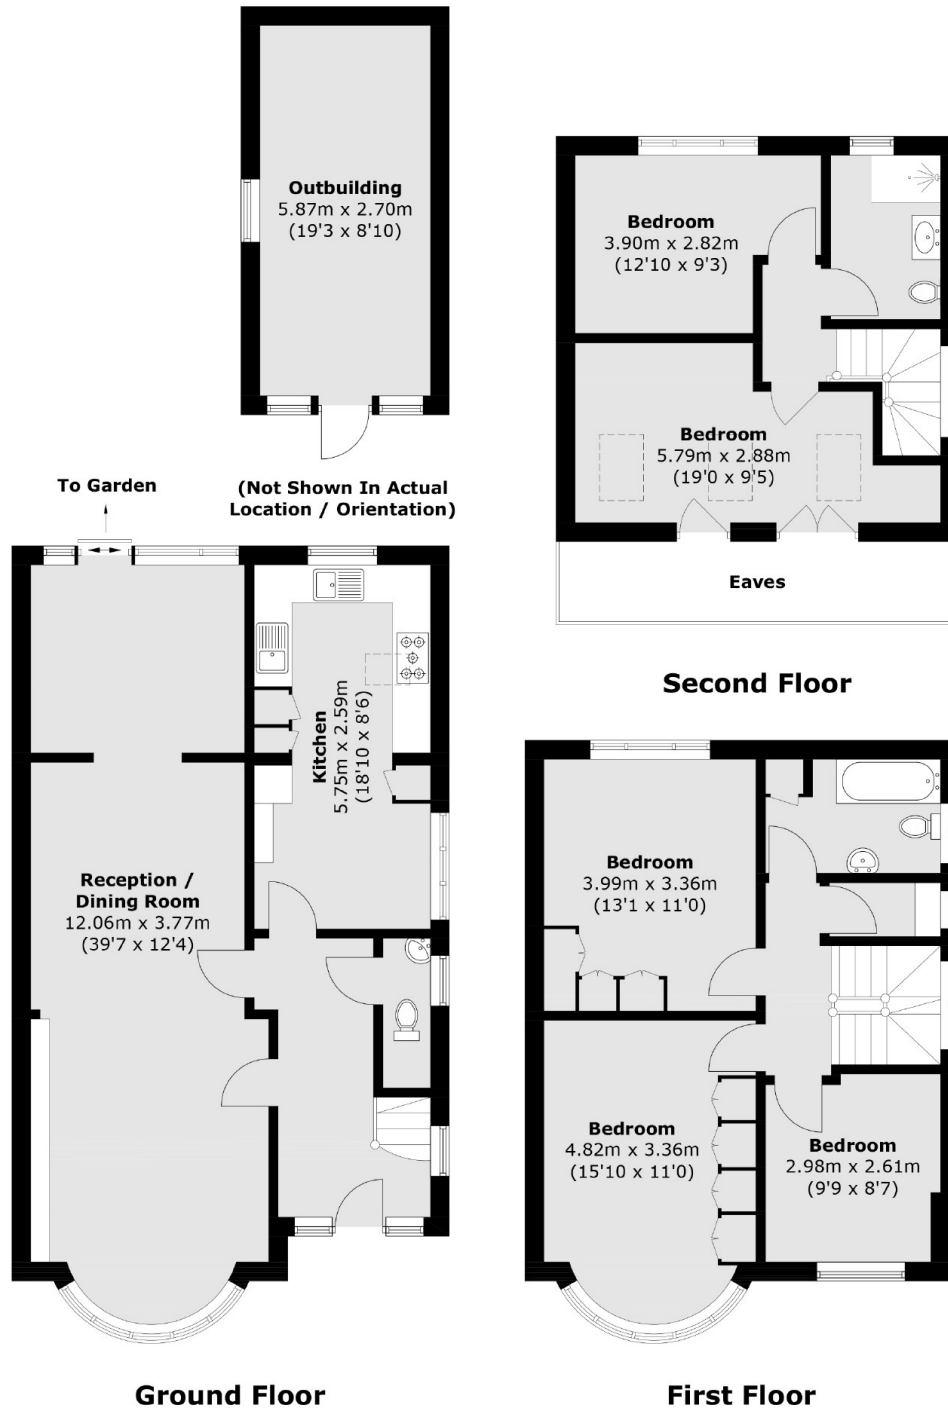 Outbuilding
5.87m x 2.70m
(19'3 x 8'10)
(Not Shown In Actual
Location / Orientation)
Bedroom
3.90m x 2.82m
(12'10 x 9'3)
Bedroom
5.79m x 2.88m
(19'0 x 9'5)
Eaves
Second Floor
To Garden
Kitchen
5.75m x 2.59m
(18'10 x 8'6)
Reception /
Dining Room
12.06m x 3.77m
(39'7 x 12'4)
Ground Floor
Bedroom
3.99m x 3.36m
(13'1 x 11'0)
Bedroom
4.82m x 3.36m
(15'10 x 11'0)
Bedroom
2.98m x 2.61m
(9'9 x 8'7)
First Floor